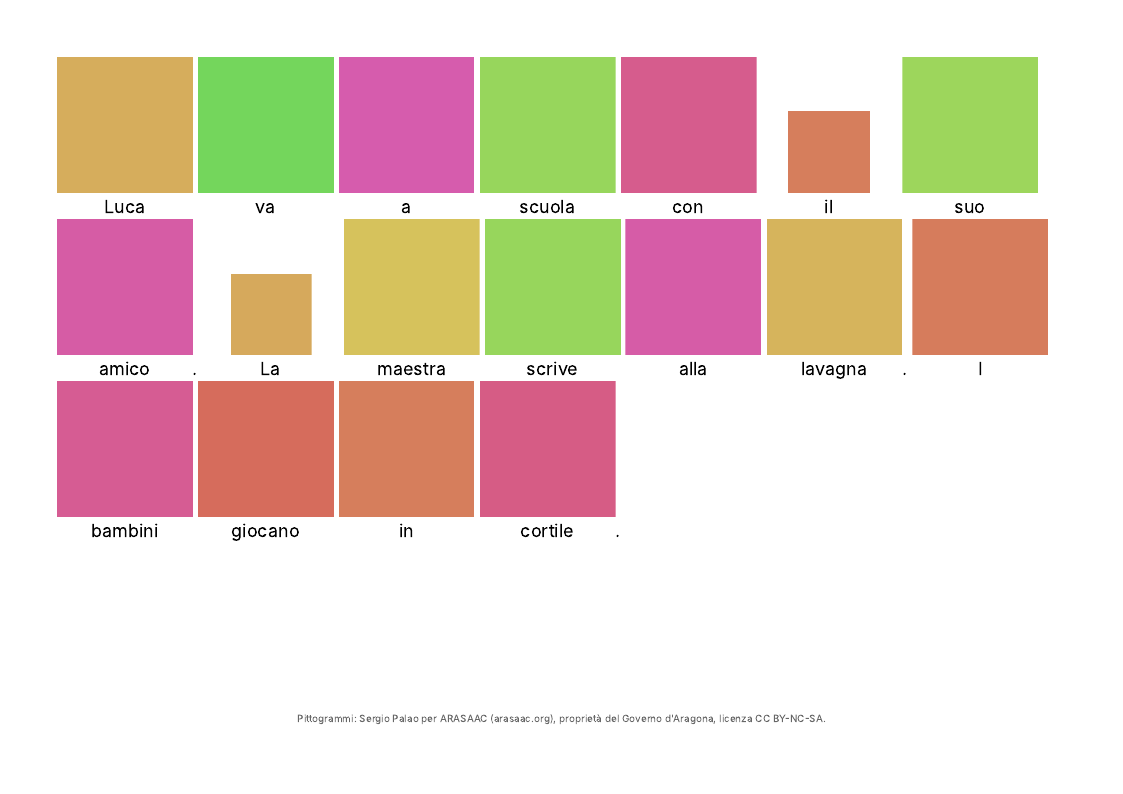 Luca va a scuola con il suo
amico . La maestra scrive alla lavagna . I
bambini giocano in cortile .
Pittogrammi: Sergio Palao per ARASAAC (arasaac.org), proprietà del Governo d'Aragona, licenza CC BY-NC-SA.